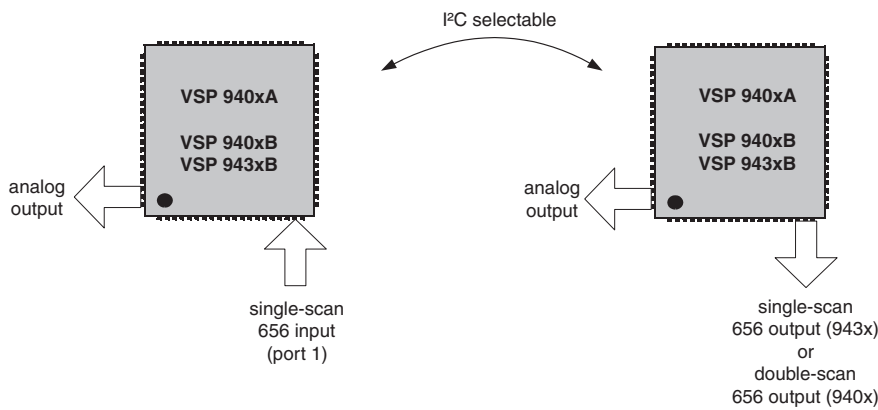 I²C selectable
VSP 940xA
VSP 940xB
VSP 943xB
analog
output
single-scan
656 input
(port 1)
VSP 940xA
VSP 940xB
VSP 943xB
analog
output
single-scan
656 output (943x)
or
double-scan
656 output (940x)